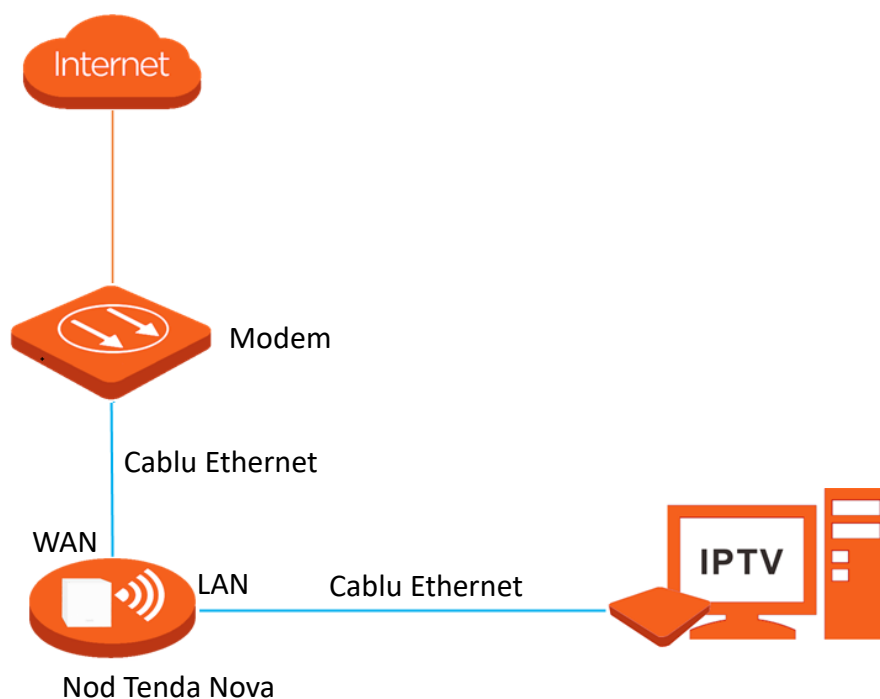 Internet
Modem
Cablu Ethernet
WAN
LAN
Cablu Ethernet
IPTV
Nod Tenda Nova